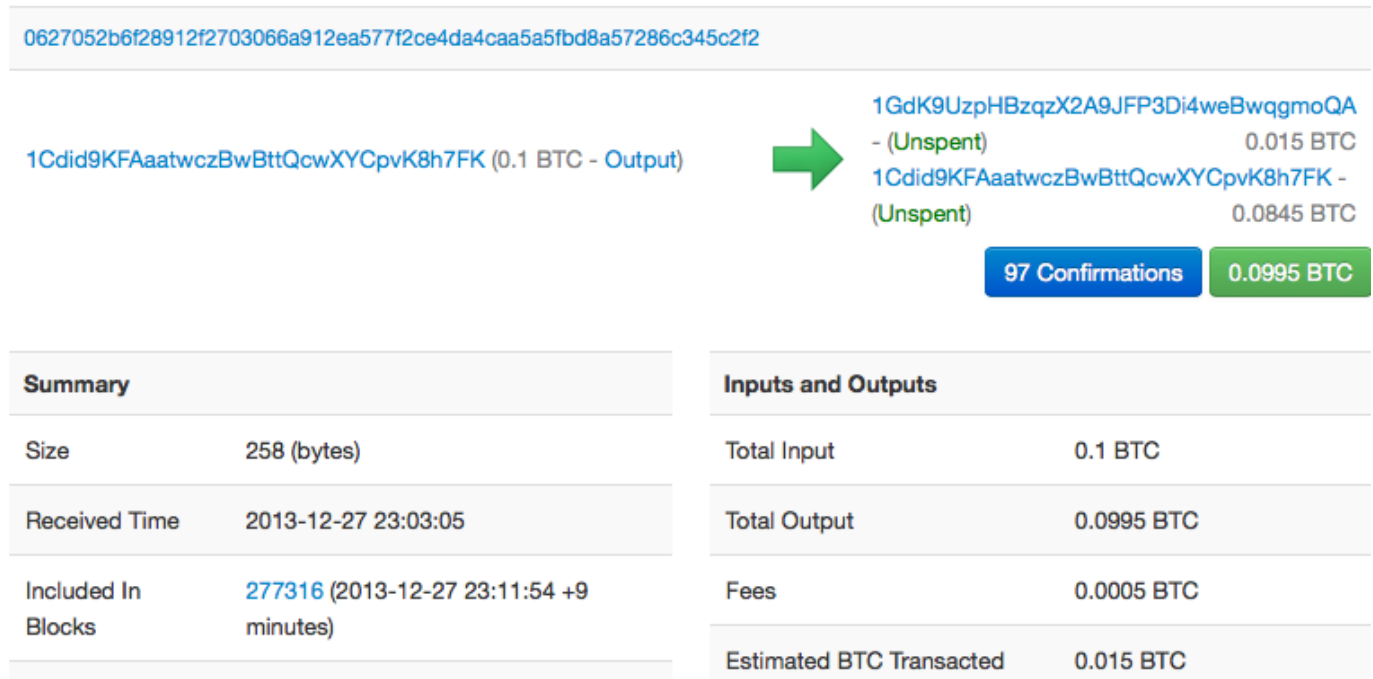 0627052b6f28912f2703066a912ea577f2ce4da4caa5a5fbd8a57286c345c2f2
1Cdid9KFAaatwczBwBttQcwXYCpvK8h7FK (0.1 BTC - Output)
1GdK9UzpHBzqzX2A9JFP3Di4weBwqgmoQA
- (Unspent) 0.015 BTC
1Cdid9KFAaatwczBwBttQcwXYCpvK8h7FK -
(Unspent) 0.0845 BTC
97 Confirmations 0.0995 BTC
Summary
Size 258 (bytes)
Received Time 2013-12-27 23:03:05
Included In 277316 (2013-12-27 23:11:54 +9
Blocks minutes)
Inputs and Outputs
Total Input 0.1 BTC
Total Output 0.0995 BTC
Fees 0.0005 BTC
Estimated BTC Transacted 0.015 BTC